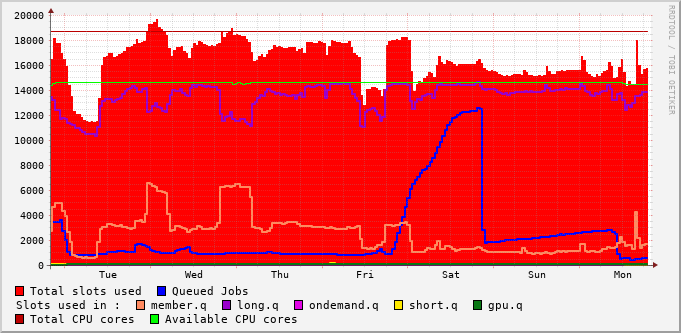 20000
18000
16000
14000
12000
10000
8000
6000
4000
2000
0
Tue Wed Thu Fri Sat Sun Mon
RRDTOOL / TOBI OETIKER
Total slots used Queued Jobs
Slots used in : member.q long.q ondemand.q short.q gpu.q
Total CPU cores Available CPU cores